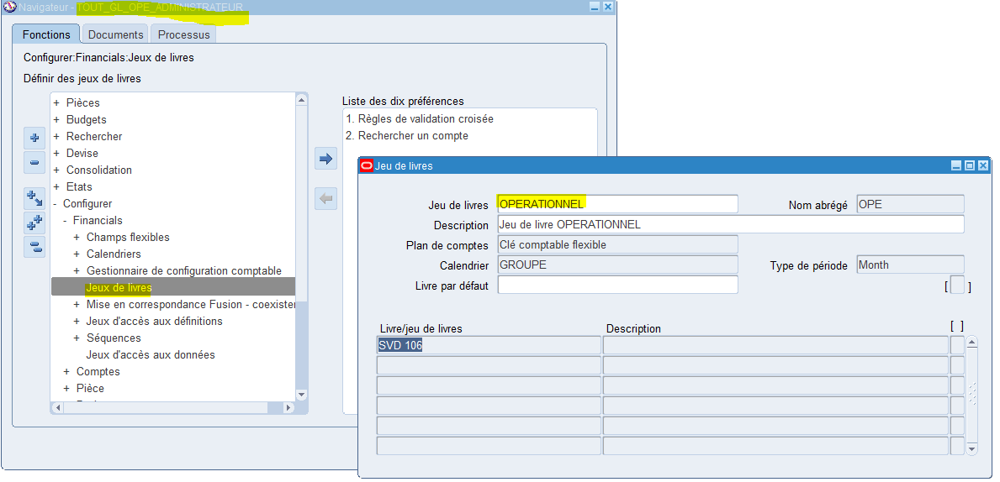 Navigateur - TOUT_GL_OPE_ADMINISTRATEUR
Fonctions Documents Processus
Configurer:Financials:Jeux de livres
Définir des jeux de livres
+ Pièces
+ Budgets
+ Rechercher
+ Devise
+ Consolidation
+ Etats
- Configurer
- Financials
+ Champs flexibles
+ Calendriers
+ Gestionnaire de configuration comptable
Jeux de livres
+ Mise en correspondance Fusion - coexister
+ Jeux d'accès aux définitions
+ Séquences
Jeux d'accès aux données
+ Comptes
+ Pièce
Liste des dix préférences
1. Règles de validation croisée
2. Rechercher un compte
Jeu de livres
Jeu de livres OPERATIONNEL Nom abrégé OPE
Description Jeu de livre OPERATIONNEL
Plan de comptes Clé comptable flexible
Calendrier GROUPE Type de période Month
Livre par défaut [ ]
Livre/jeu de livres Description [ ]
SVD 106